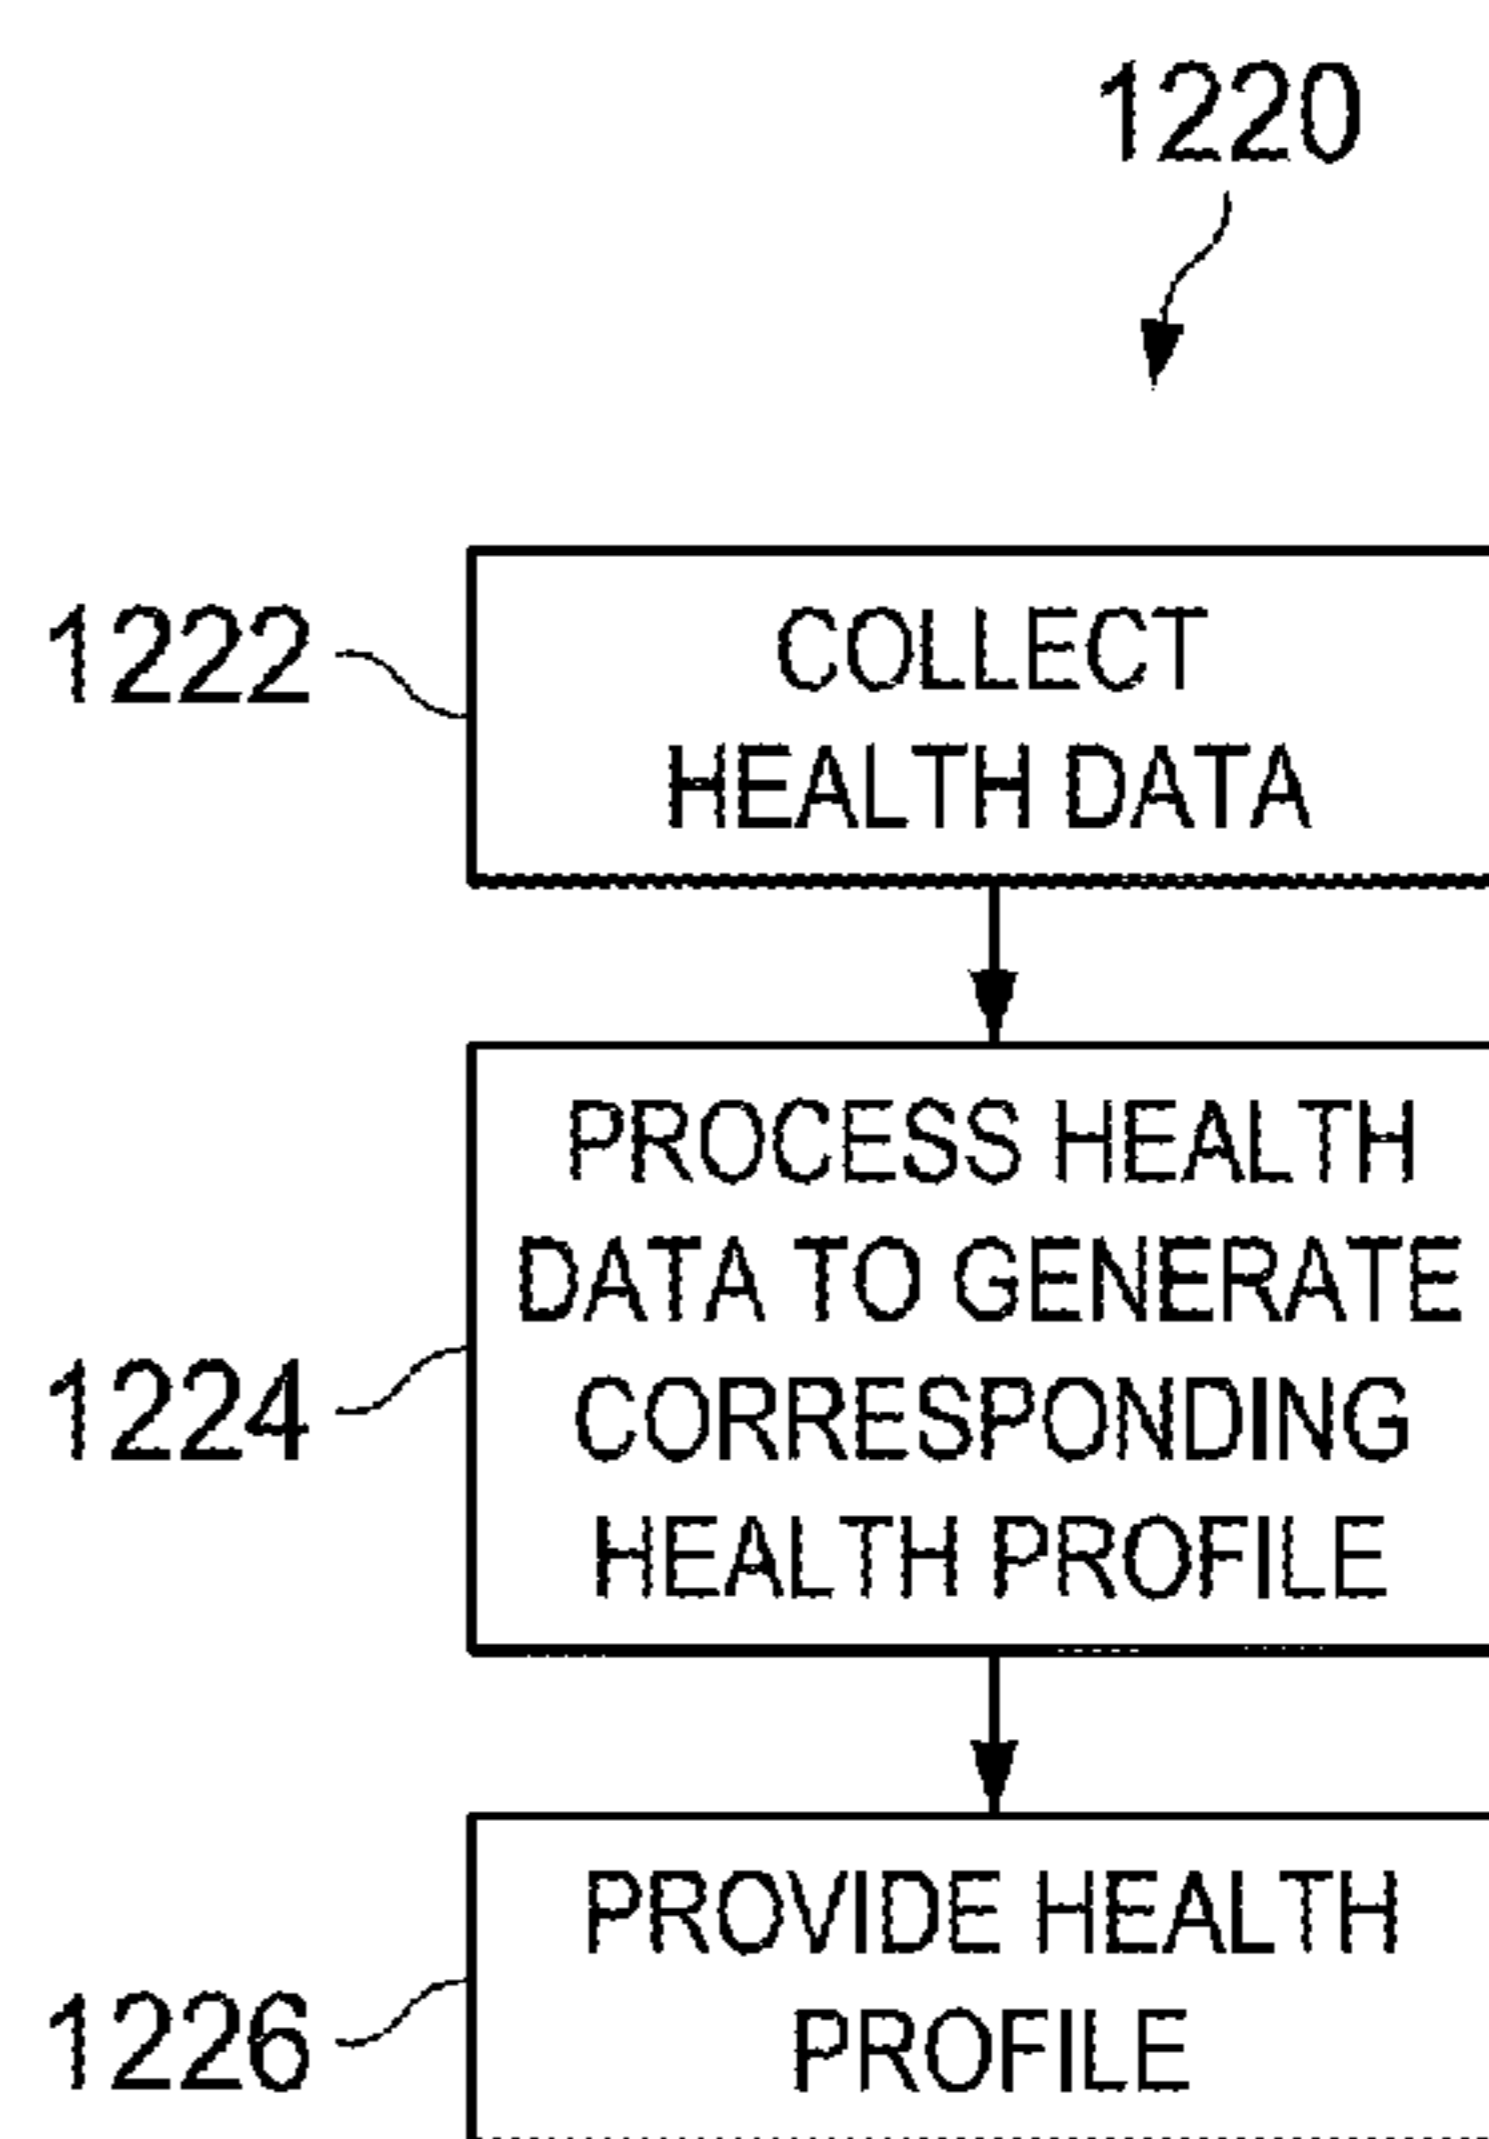 1220
1222
COLLECT
HEALTH DATA
1224
PROCESS HEALTH
DATA TO GENERATE
CORRESPONDING
HEALTH PROFILE
1226
PROVIDE HEALTH
PROFILE